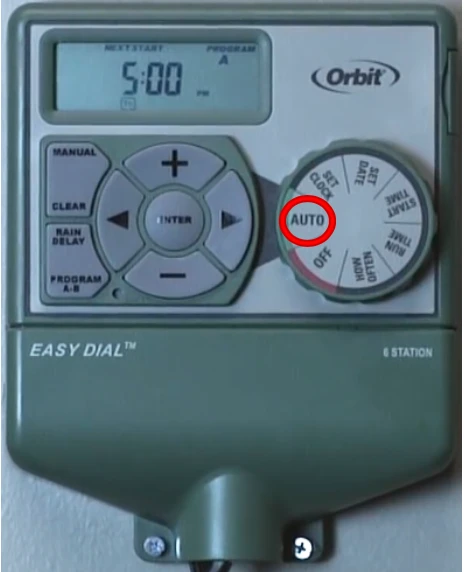 NEXT START PROGRAM
A
5:00
PM
Orbit
MANUAL
CLEAR
RAIN
DELAY
PROGRAM
A-B
+
ENTER
−
SET
CLOCK
SET
DATE
START
TIME
RUN
TIME
HOW
OFTEN
OFF
AUTO
EASY DIAL™
6 STATION